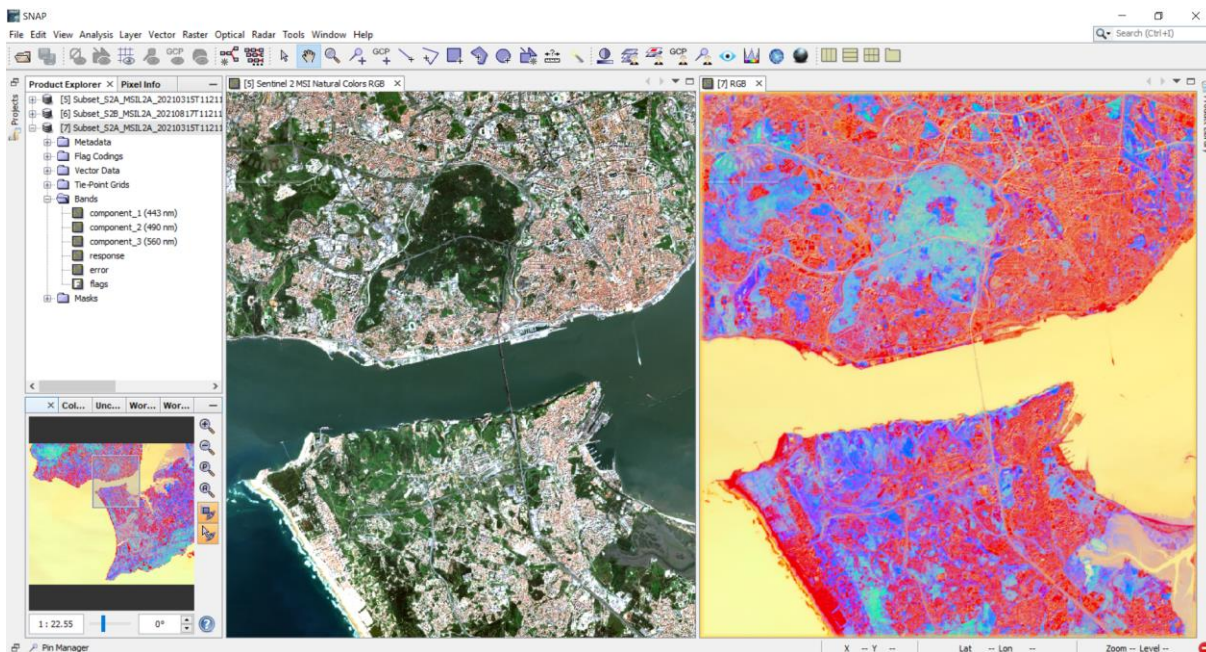 SNAP
File Edit View Analysis Layer Vector Raster Optical Radar Tools Window Help
Search (Ctrl+I)
GCP
GCP
GCP
Projects
Product Explorer Pixel Info
[5] Subset_S2A_MSIL2A_20210315T11211
[6] Subset_S2B_MSIL2A_20210817T11211
[7] Subset_S2A_MSIL2A_20210315T11211
Metadata
Flag Codings
Vector Data
Tie-Point Grids
Bands
component_1 (443 nm)
component_2 (490 nm)
component_3 (560 nm)
response
error
flags
Masks
Col... Unc... Wor... Wor...
1 : 22.55 0°
[5] Sentinel 2 MSI Natural Colors RGB
[7] RGB
Pin Manager
X -- Y -- Lat -- Lon -- Zoom -- Level --